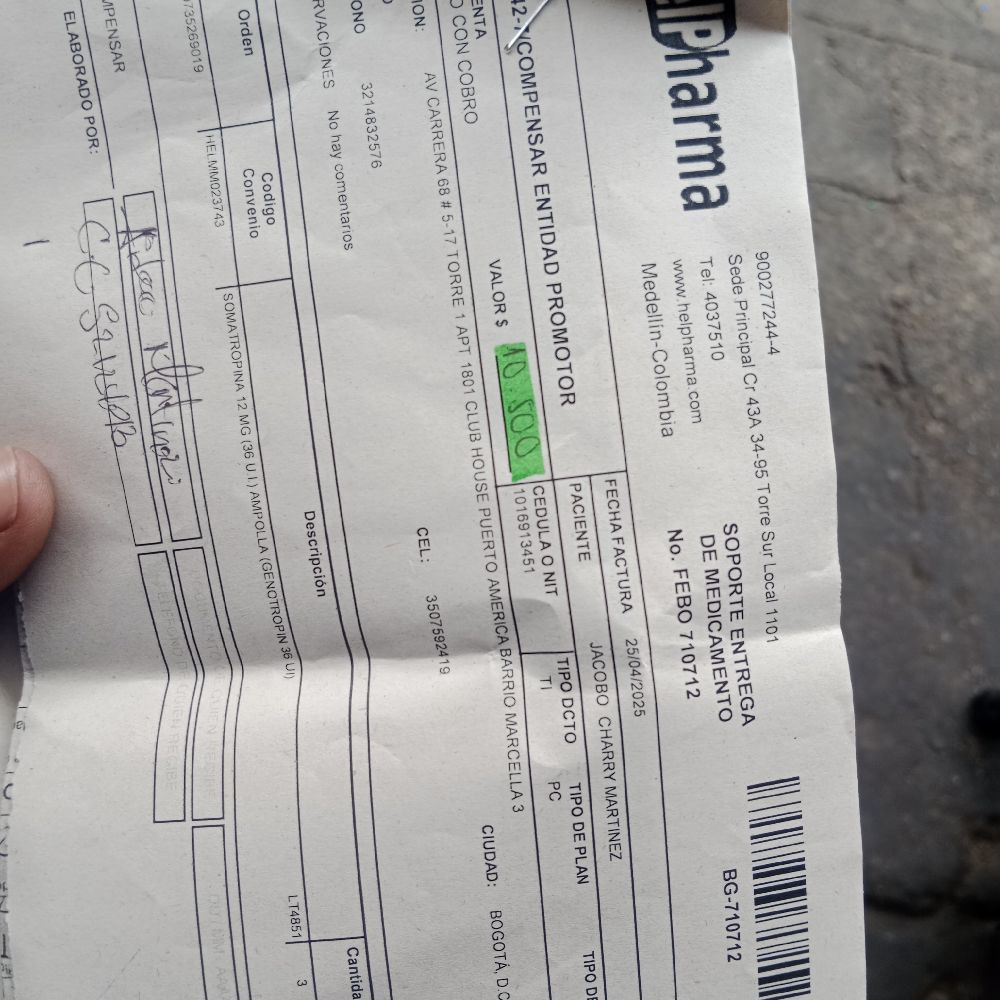 Pharma
900277244-4
Sede Principal Cr 43A 34-95 Torre Sur Local 1101
Tel: 4037510
www.helpharma.com
Medellín-Colombia
SOPORTE ENTREGA
DE MEDICAMENTO
No. FEBO 710712
BG-710712
FECHA FACTURA 25/04/2025
COMPENSAR ENTIDAD PROMOTOR
PACIENTE JACOBO CHARRY MARTINEZ
CEDULA O NIT TIPO DCTO TIPO DE PLAN
1016913451 TI PC
CON COBRO VALOR $ 10.500
AV CARRERA 68 # 5-17 TORRE 1 APT 1801 CLUB HOUSE PUERTO AMERICA BARRIO MARCELLA 3
CIUDAD: BOGOTÁ, D.C
3214832576 CEL: 3507592419
No hay comentarios
Orden Codigo Convenio Descripción Cantida
735269019 HELMM023743 SOMATROPINA 12 MG (36 U.I.) AMPOLLA (GENOTROPIN 36 UI) LT4851 3
ELABORADO POR: